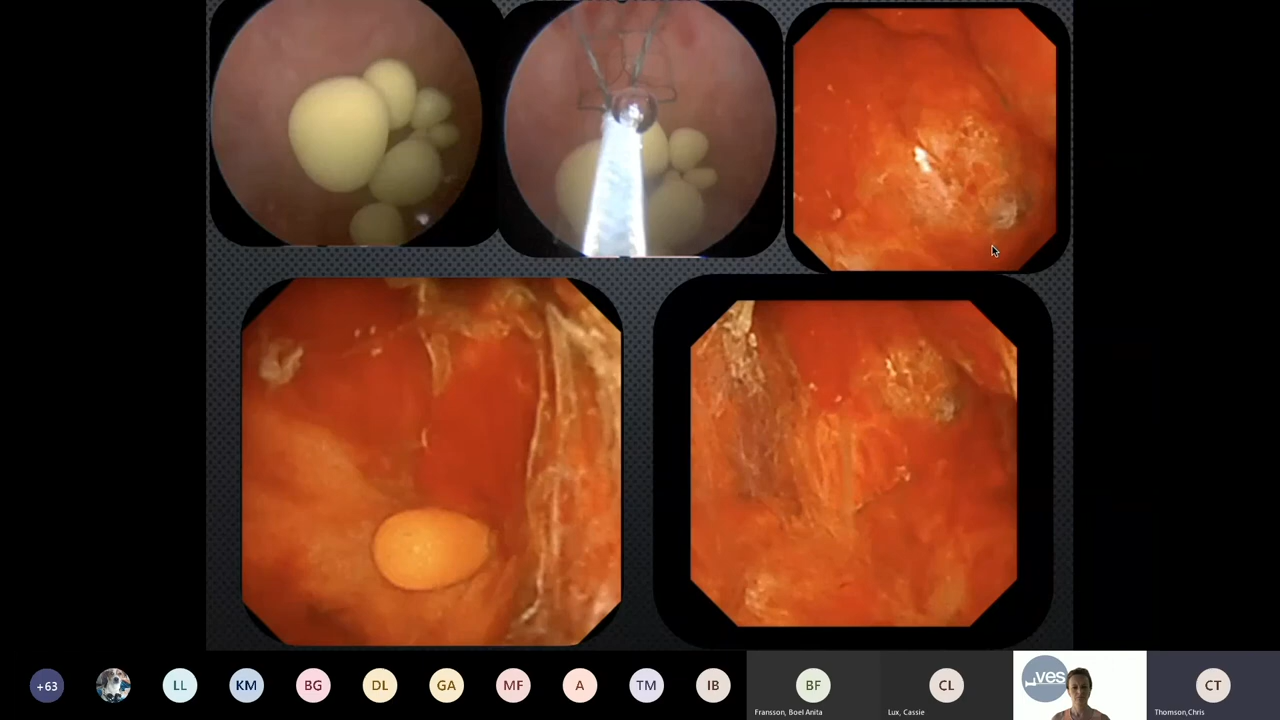 +63
LL
KM
BG
DL
GA
MF
A
TM
IB
BF
Fransson, Boel Anita
CL
Lux, Cassie
ves
CT
Thomson,Chris